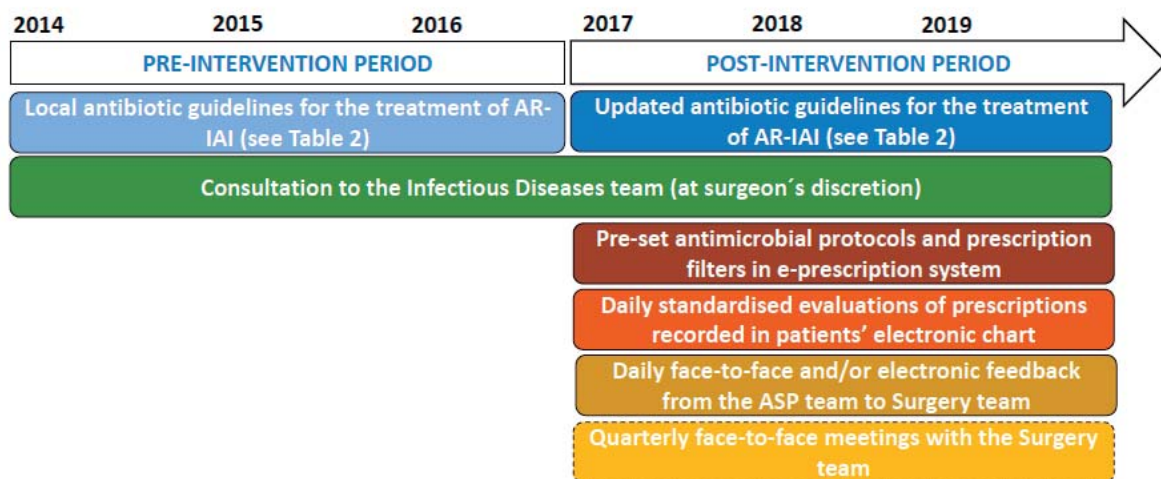 2014 2015 2016 2017 2018 2019
PRE-INTERVENTION PERIOD POST-INTERVENTION PERIOD
Local antibiotic guidelines for the treatment of AR-
IAI (see Table 2)
Updated antibiotic guidelines for the treatment
of AR-IAI (see Table 2)
Consultation to the Infectious Diseases team (at surgeon´s discretion)
Pre-set antimicrobial protocols and prescription
filters in e-prescription system
Daily standardised evaluations of prescriptions
recorded in patients’ electronic chart
Daily face-to-face and/or electronic feedback
from the ASP team to Surgery team
Quarterly face-to-face meetings with the Surgery
team